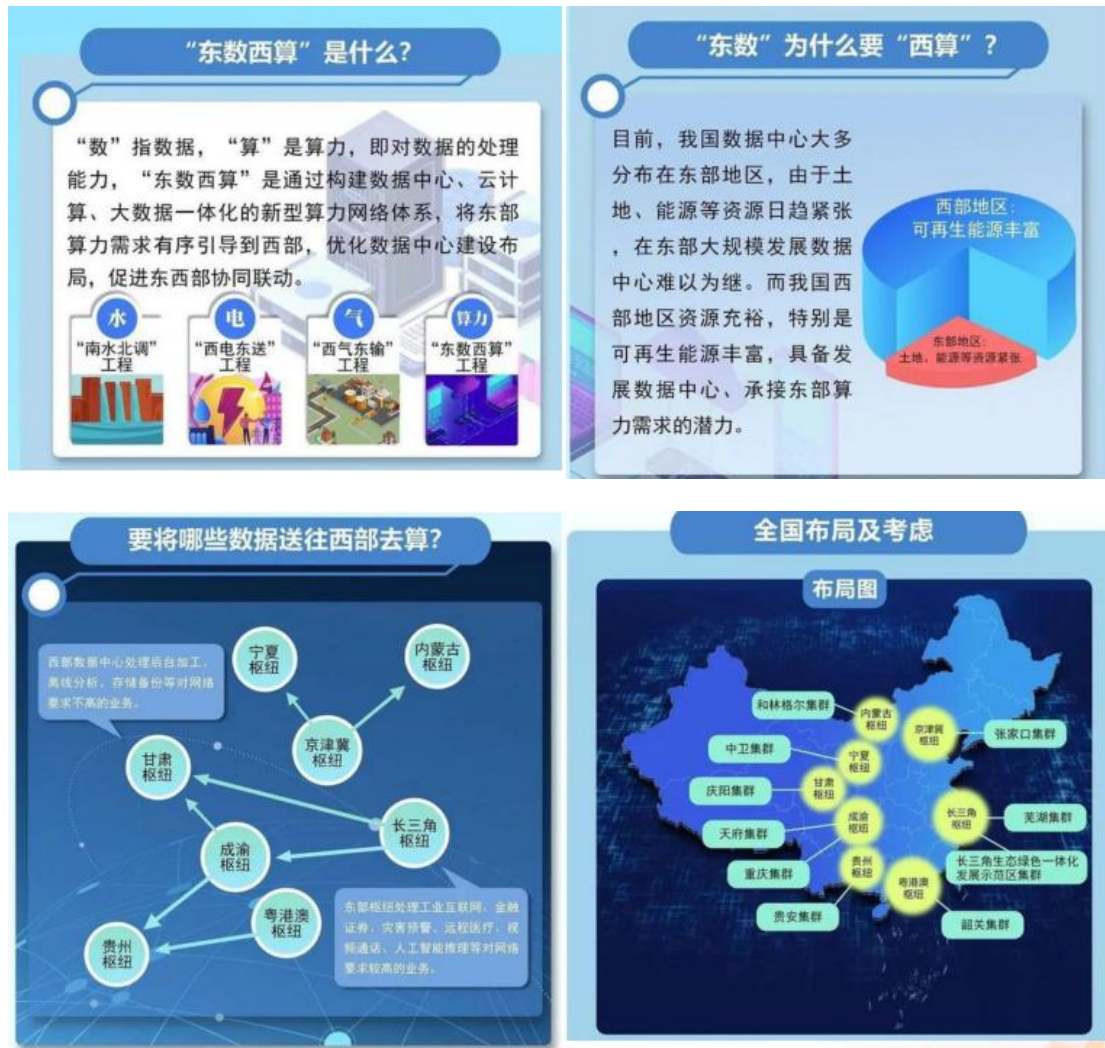 “东数西算”是什么?
“数”指数据，“算”是算力，即对数据的处理
能力，“东数西算”是通过构建数据中心、云计
算、大数据一体化的新型算力网络体系，将东部
算力需求有序引导到西部，优化数据中心建设布
局，促进东西部协同联动。
水
“南水北调”
工程
电
“西电东送”
工程
气
“西气东输”
工程
算力
“东数西算”
工程
“东数”为什么要“西算”?
目前，我国数据中心大多
分布在东部地区，由于土
地、能源等资源日趋紧张
，在东部大规模发展数据
中心难以为继。而我国西
部地区资源充裕，特别是
可再生能源丰富，具备发
展数据中心、承接东部算
力需求的潜力。
西部地区:
可再生能源丰富
东部地区:
土地、能源等资源紧张
要将哪些数据送往西部去算?
西部数据中心处理后台加工、
离线分析、存储备份等对网络
要求不高的业务。
宁夏
枢纽
内蒙古
枢纽
京津冀
枢纽
甘肃
枢纽
长三角
枢纽
成渝
枢纽
粤港澳
枢纽
贵州
枢纽
东部枢纽处理工业互联网、金融
证券、灾害预警、远程医疗、视
频通话、人工智能推理等对网络
要求较高的业务。
全国布局及考虑
布局图
和林格尔集群
内蒙古
枢纽
京津冀
枢纽
张家口集群
中卫集群
宁夏
枢纽
庆阳集群
甘肃
枢纽
天府集群
成渝
枢纽
长三角
枢纽
芜湖集群
重庆集群
贵州
枢纽
长三角生态绿色一体化
发展示范区集群
粤港澳
枢纽
贵安集群
韶关集群